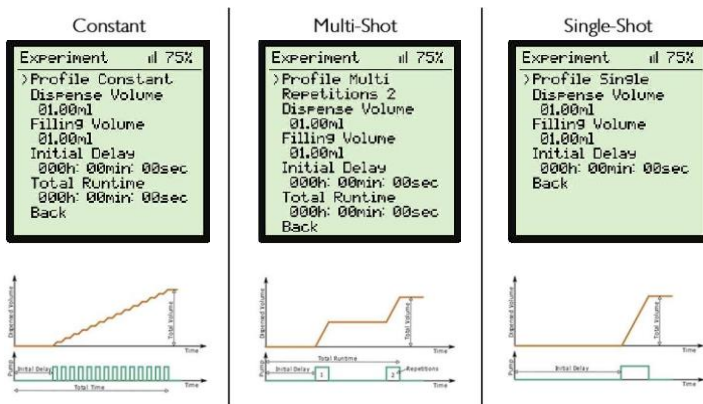 Constant
Experiment 75%
>Profile Constant
Dispense Volume
01.00ml
Filling Volume
01.00ml
Initial Delay
000h: 00min: 00sec
Total Runtime
000h: 00min: 00sec
Back
Dispensed Volume
Total Volume
Time
Pump
Initial Delay
Time
Total Time
Multi-Shot
Experiment 75%
>Profile Multi
Repetitions 2
Dispense Volume
01.00ml
Filling Volume
01.00ml
Initial Delay
000h: 00min: 00sec
Total Runtime
000h: 00min: 00sec
Back
Dispensed Volume
Total Volume
Time
Total Runtime
Pump
Initial Delay
1
2
Repetitions
Time
Single-Shot
Experiment 75%
>Profile Single
Dispense Volume
01.00ml
Filling Volume
01.00ml
Initial Delay
000h: 00min: 00sec
Back
Dispensed Volume
Total Volume
Time
Pump
Initial Delay
Time